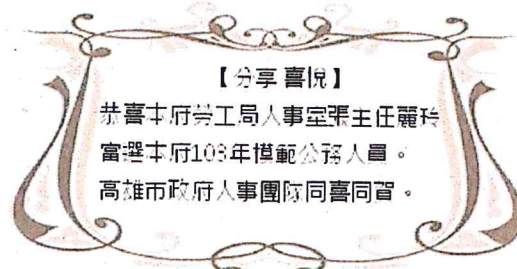 【分享 喜悅】
恭喜本府勞工局人事室張主任麗玲
當選本府103年模範公務人員。
高雄市政府人事團隊同喜同賀。